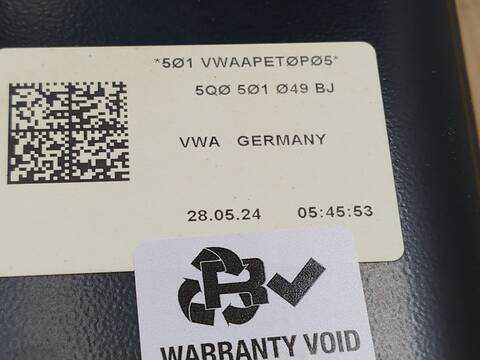 *5Ø1 VWAAPETØPØ5*
5QØ 5Ø1 Ø49 BJ
VWA GERMANY
28.05.24 05:45:53
R
WARRANTY VOID